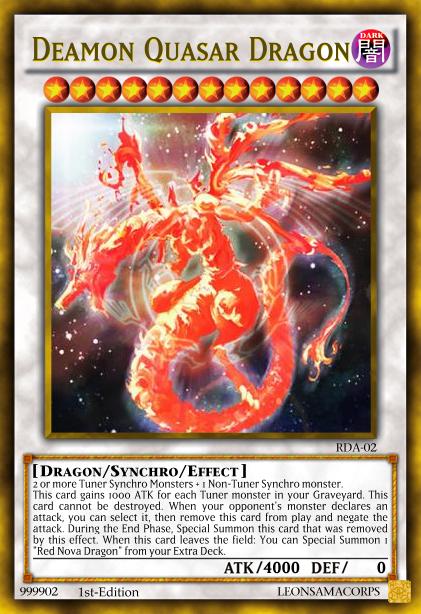 DEAMON QUASAR DRAGON
DARK
闇
RDA-02
[DRAGON/SYNCHRO/EFFECT]
2 or more Tuner Synchro Monsters + 1 Non-Tuner Synchro monster.
This card gains 1000 ATK for each Tuner monster in your Graveyard. This
card cannot be destroyed. When your opponent's monster declares an
attack, you can select it, then remove this card from play and negate the
attack. During the End Phase, Special Summon this card that was removed
by this effect. When this card leaves the field: You can Special Summon 1
"Red Nova Dragon" from your Extra Deck.
ATK/4000 DEF/ 0
999902 1st-Edition LEONSAMACORPS